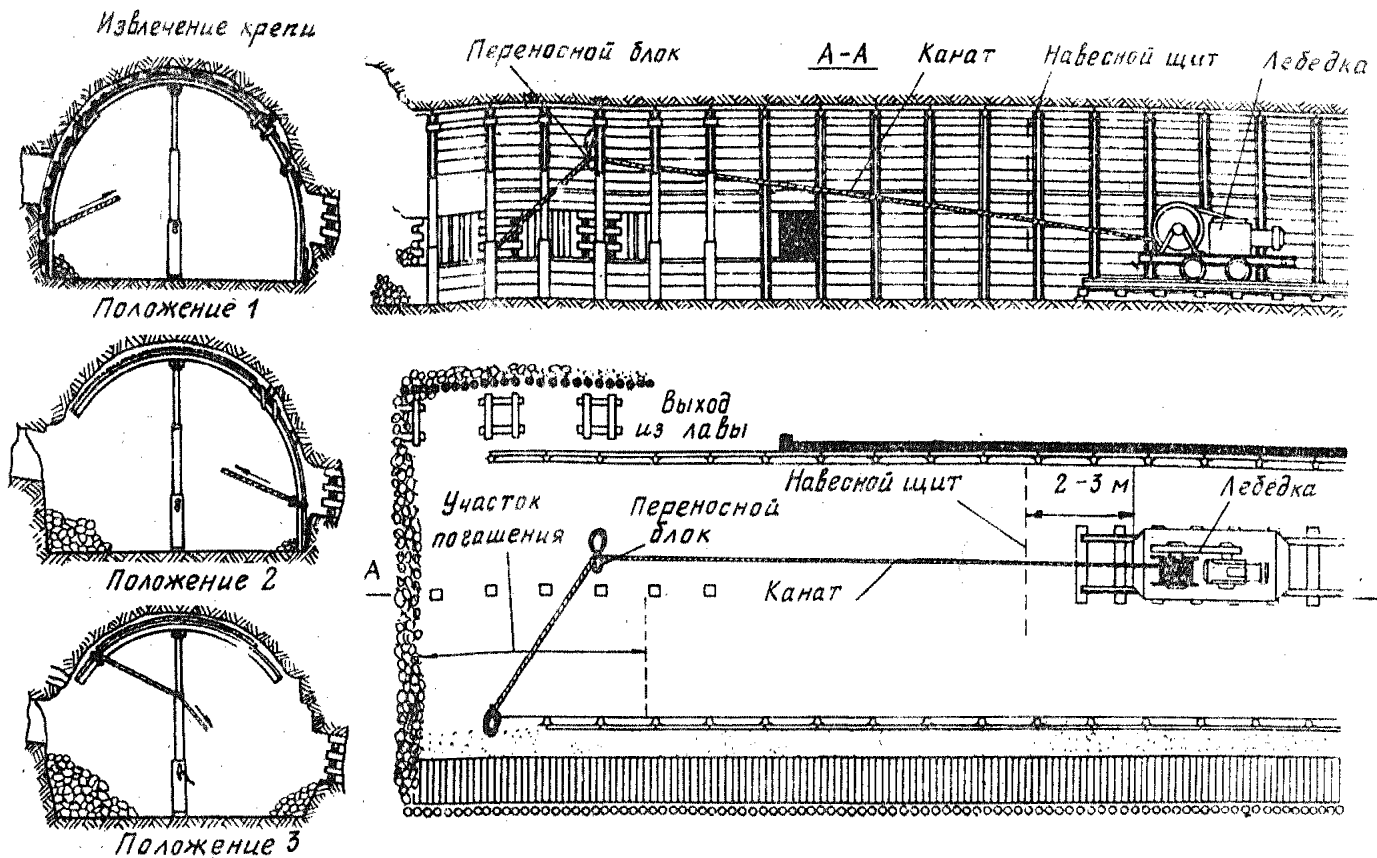 Извлечение крепи
Положение 1
Положение 2
Положение 3
Переносной блок
А-А
Канат
Навесной щит
Лебедка
Выход
из лавы
Навесной щит
2-3 м
Лебедка
Участок
погашения
Переносной
блок
А
Канат